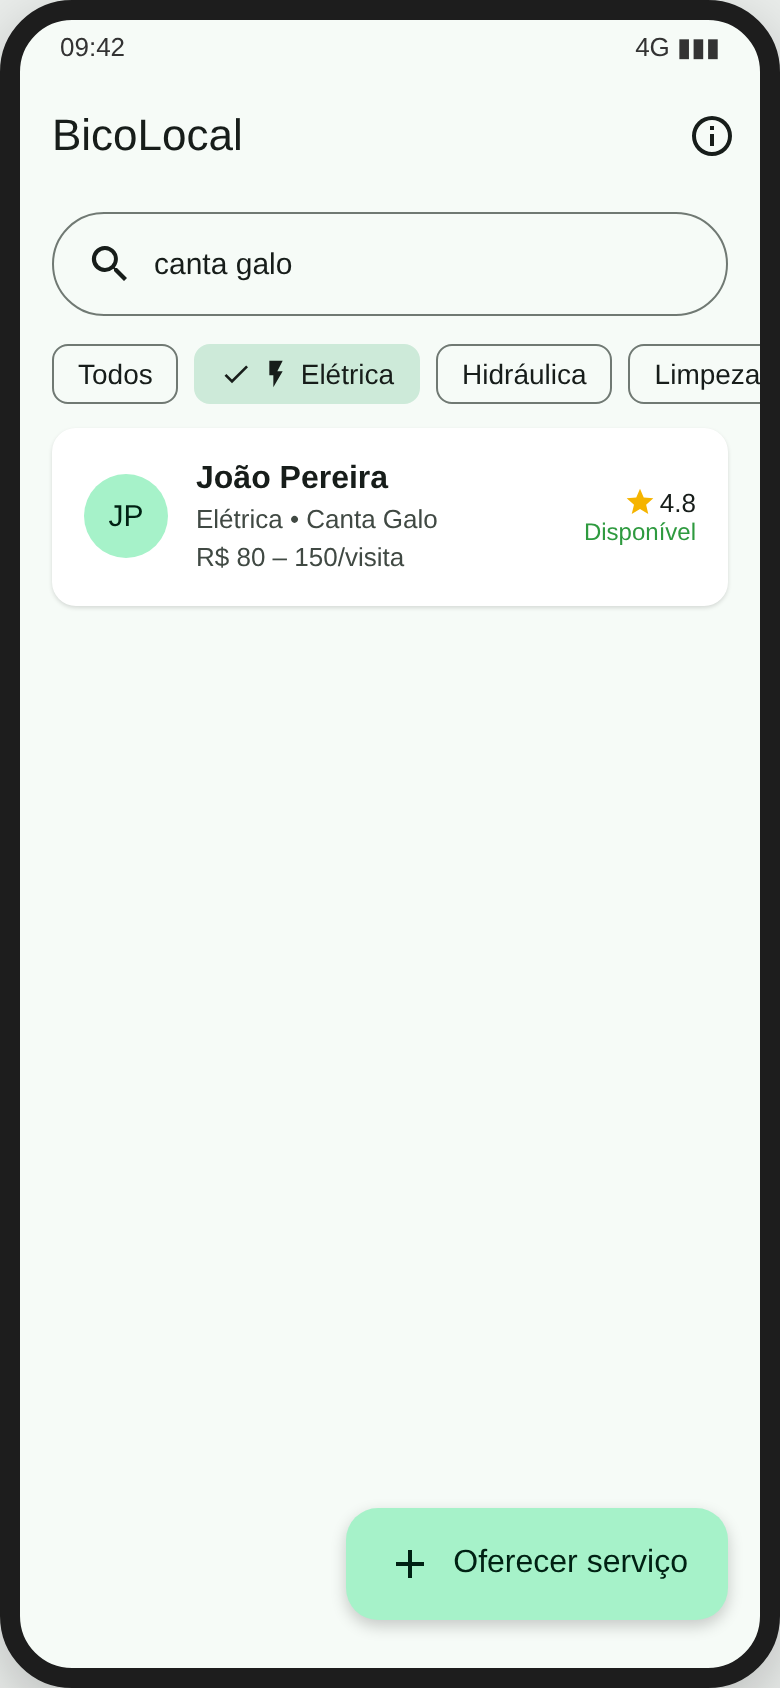 09:42 4G
BicoLocal
canta galo
Todos Elétrica Hidráulica Limpeza
João Pereira
JP
Elétrica • Canta Galo
R$ 80 – 150/visita
4.8
Disponível
Oferecer serviço